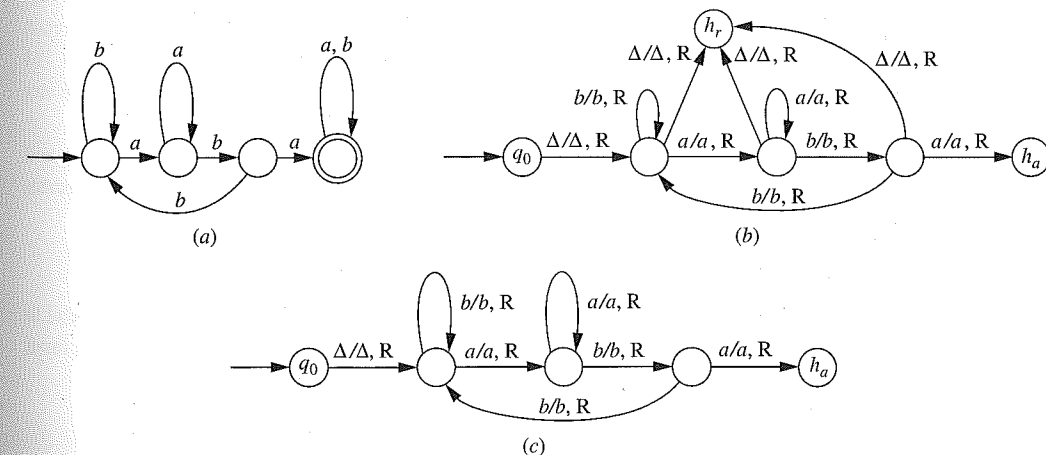 b a a, b
a b a
b
(a)
h_r
Δ/Δ, R Δ/Δ, R Δ/Δ, R
b/b, R a/a, R
q_0 Δ/Δ, R a/a, R b/b, R a/a, R h_a
b/b, R
(b)
b/b, R a/a, R
q_0 Δ/Δ, R a/a, R b/b, R a/a, R h_a
b/b, R
(c)